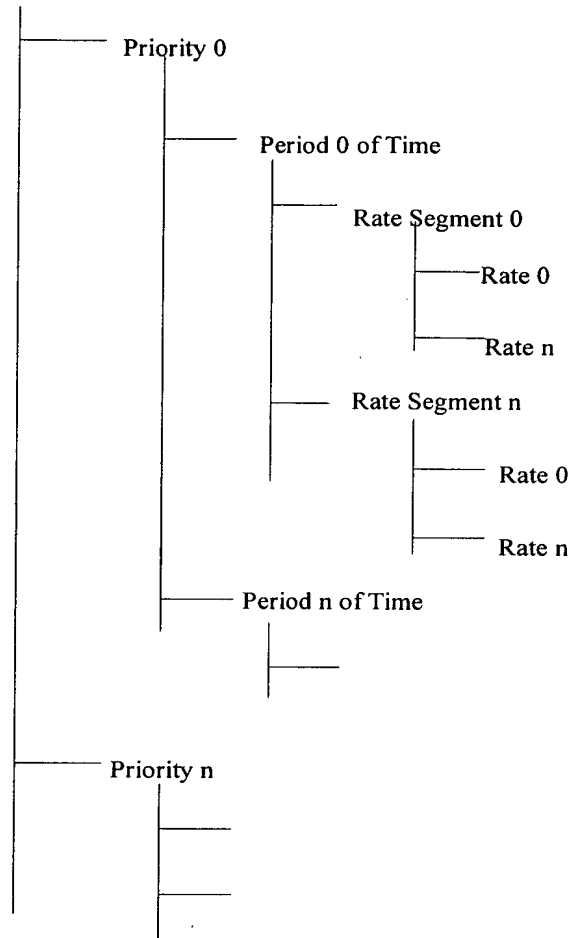 Priority 0
Period 0 of Time
Rate Segment 0
Rate 0
Rate n
Rate Segment n
Rate 0
Rate n
Period n of Time
Priority n